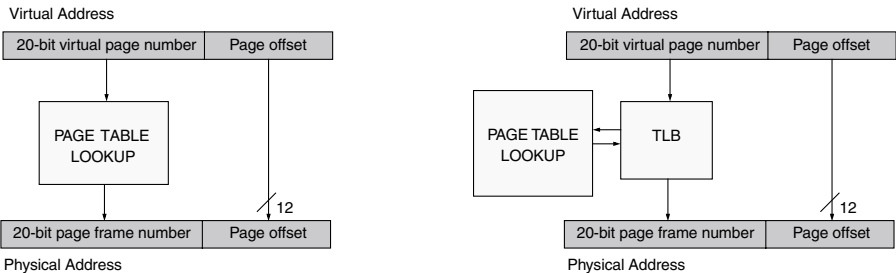 Virtual Address
20-bit virtual page number
Page offset
PAGE TABLE
LOOKUP
12
20-bit page frame number
Page offset
Physical Address
Virtual Address
20-bit virtual page number
Page offset
PAGE TABLE
LOOKUP
TLB
12
20-bit page frame number
Page offset
Physical Address